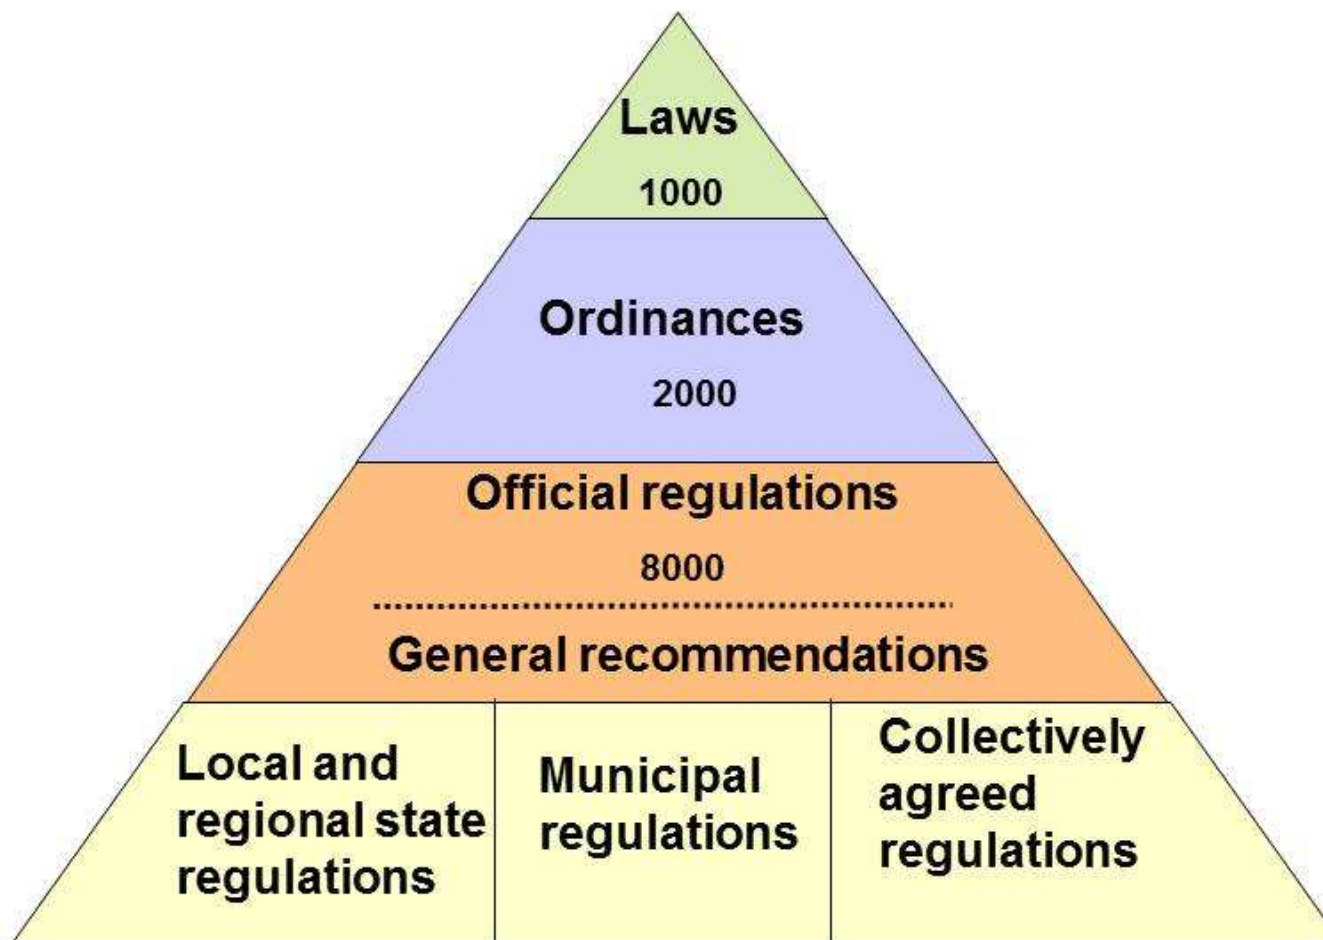 Laws
1000
Ordinances
2000
Official regulations
8000
General recommendations
Local and
regional state
regulations
Municipal
regulations
Collectively
agreed
regulations